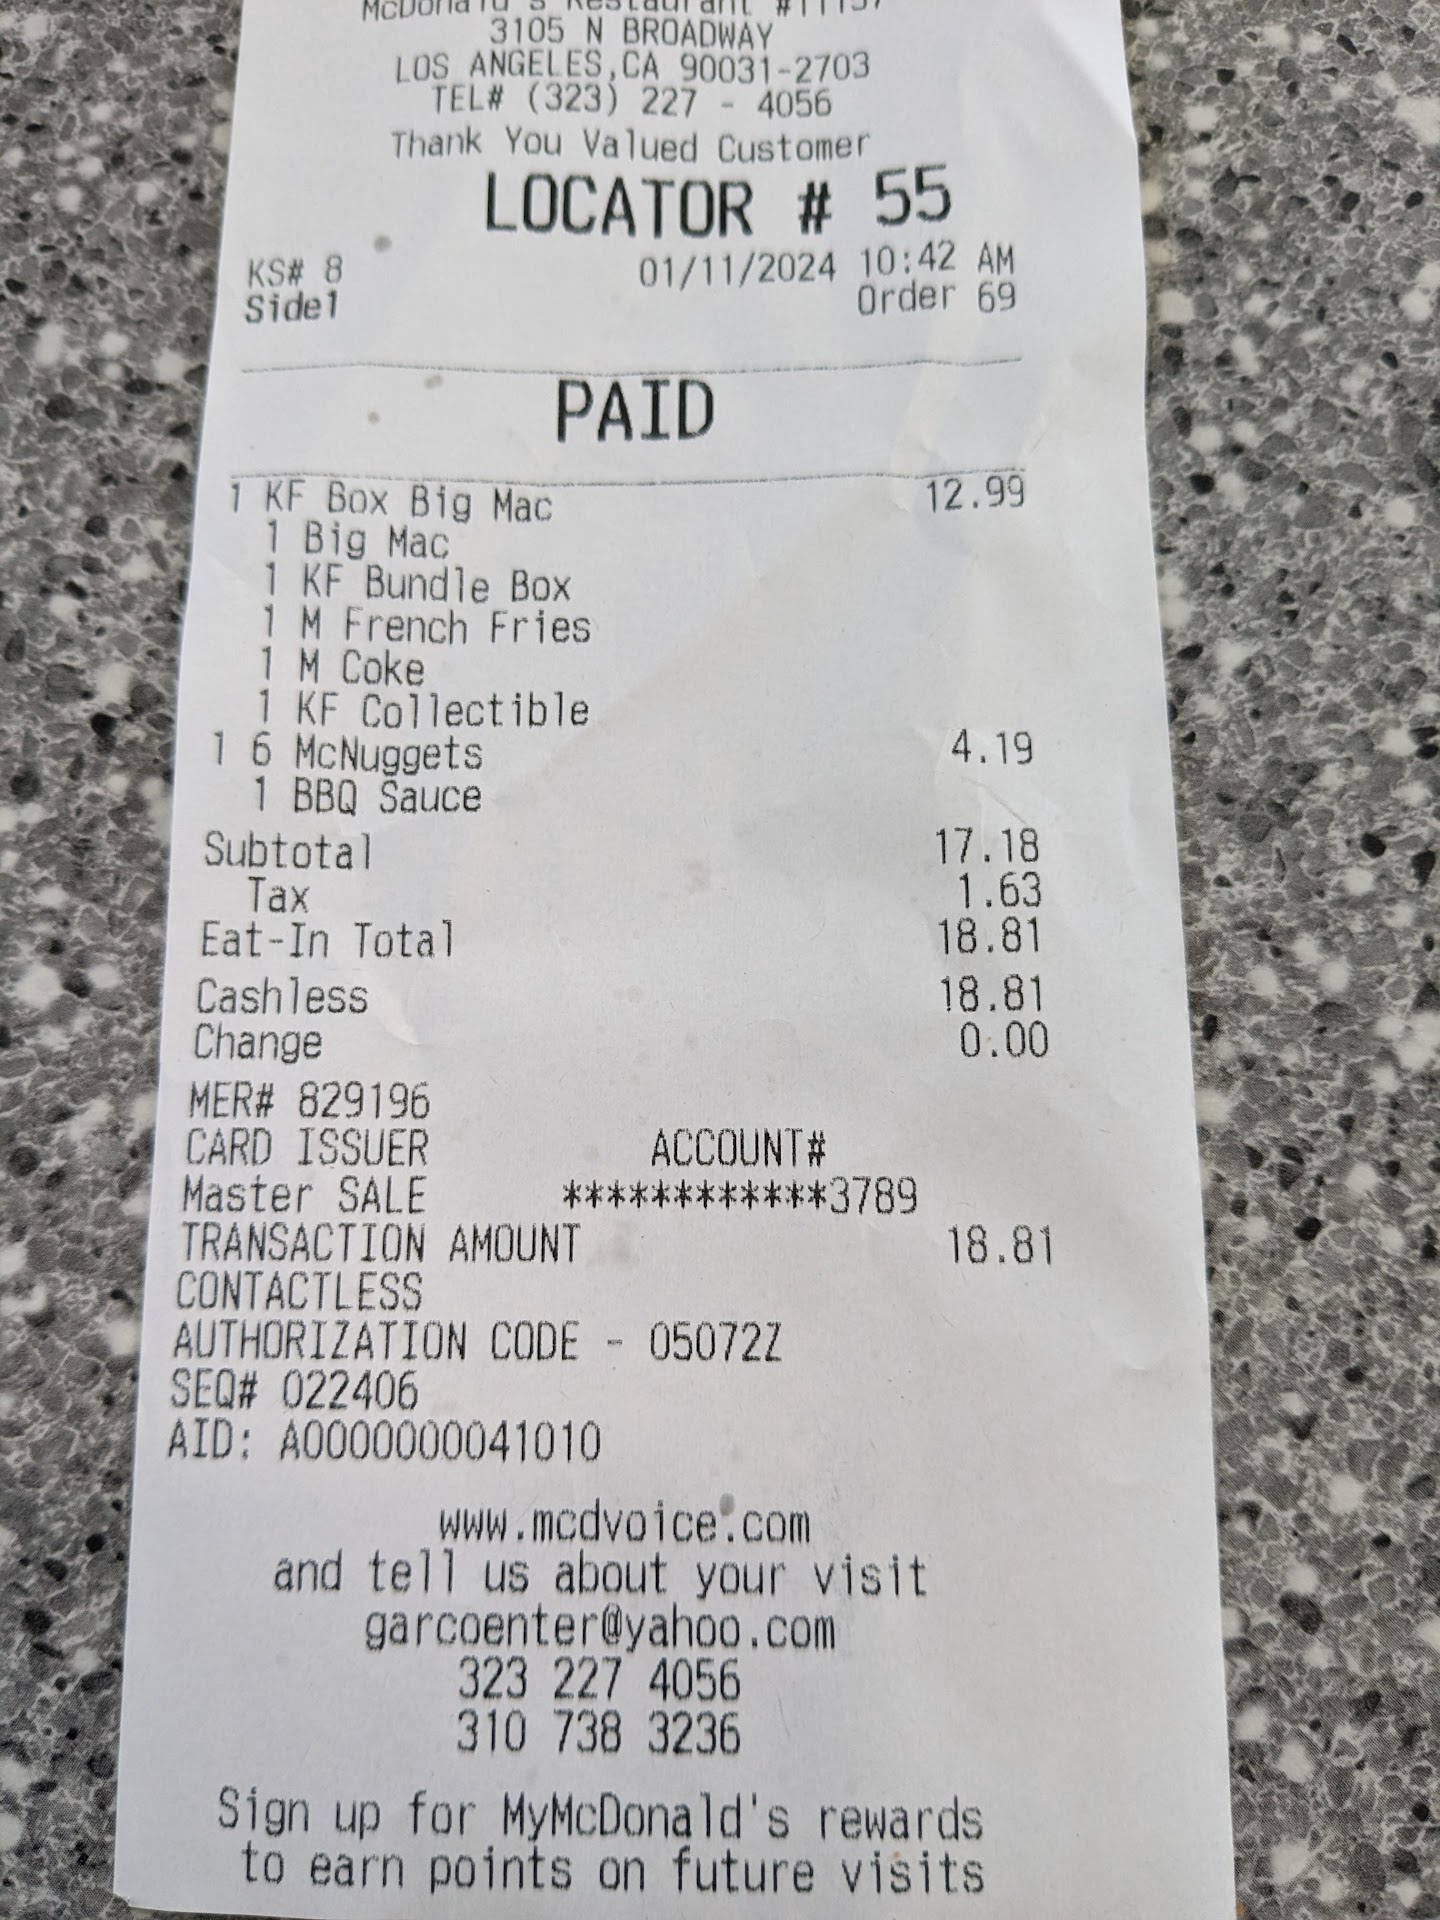 McDonald's Restaurant #11157
3105 N BROADWAY
LOS ANGELES,CA 90031-2703
TEL# (323) 227 - 4056
Thank You Valued Customer
LOCATOR # 55
KS# 8 01/11/2024 10:42 AM
Side1 Order 69
PAID
1 KF Box Big Mac 12.99
1 Big Mac
1 KF Bundle Box
1 M French Fries
1 M Coke
1 KF Collectible
1 6 McNuggets 4.19
1 BBQ Sauce
Subtotal 17.18
Tax 1.63
Eat-In Total 18.81
Cashless 18.81
Change 0.00
MER# 829196
CARD ISSUER ACCOUNT#
Master SALE ************3789
TRANSACTION AMOUNT 18.81
CONTACTLESS
AUTHORIZATION CODE - 05072Z
SEQ# 022406
AID: A0000000041010
www.mcdvoice.com
and tell us about your visit
garcoenter@yahoo.com
323 227 4056
310 738 3236
Sign up for MyMcDonald's rewards
to earn points on future visits